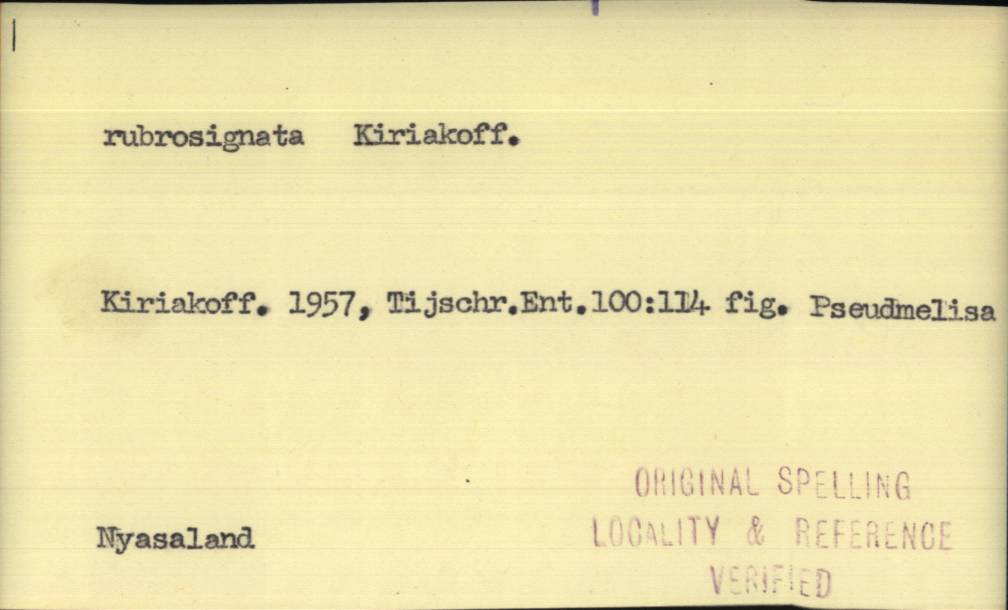 rubrosignata Kiriakoff.
Kiriakoff. 1957, Tijschr.Ent.100:114 fig. Pseudmelisa
Nyasaland
ORIGINAL SPELLING
LOCALITY & REFERENCE
VERIFIED